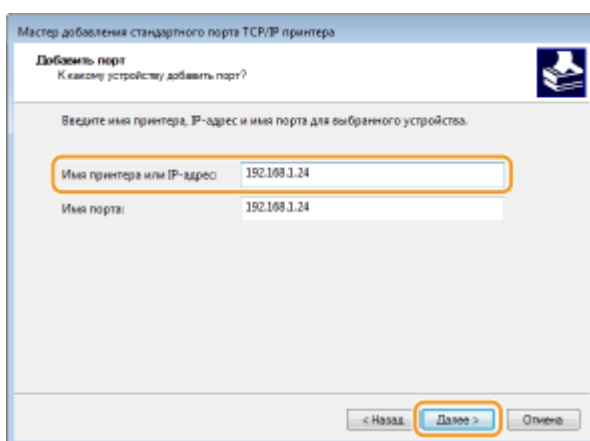 Мастер добавления стандартного порта TCP/IP принтера
Добавить порт
К какому устройству добавить порт?
Введите имя принтера, IP-адрес и имя порта для выбранного устройства.
Имя принтера или IP-адрес: 192.168.1.24
Имя порта: 192.168.1.24
< Назад Далее > Отмена